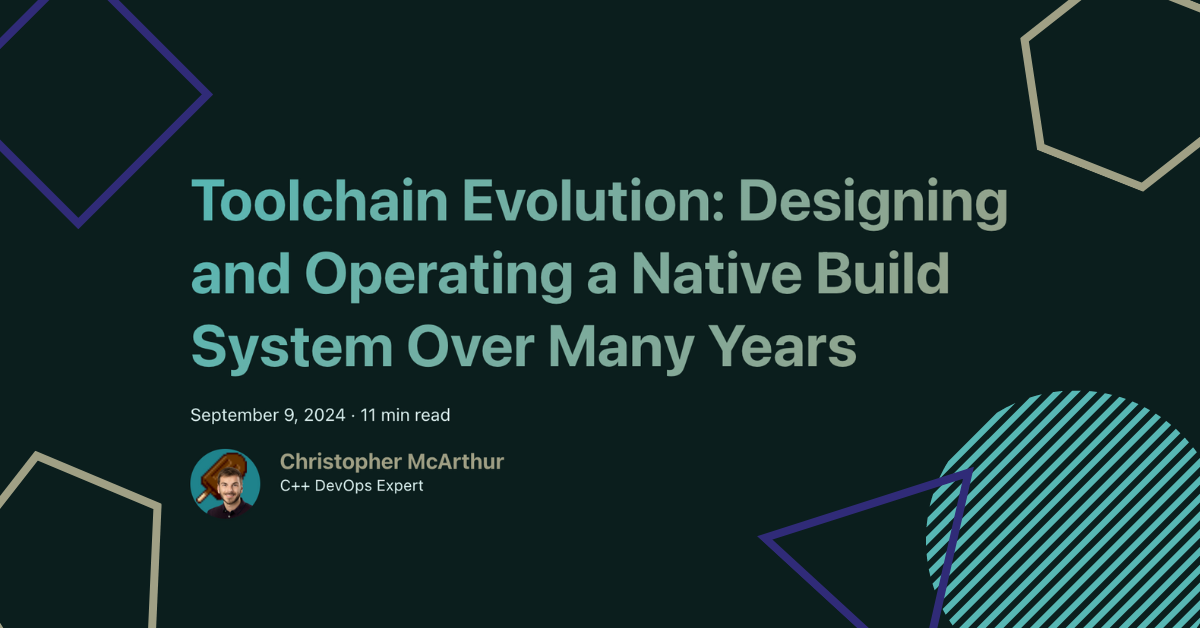 Toolchain Evolution: Designing
and Operating a Native Build
System Over Many Years
September 9, 2024 · 11 min read
Christopher McArthur
C++ DevOps Expert